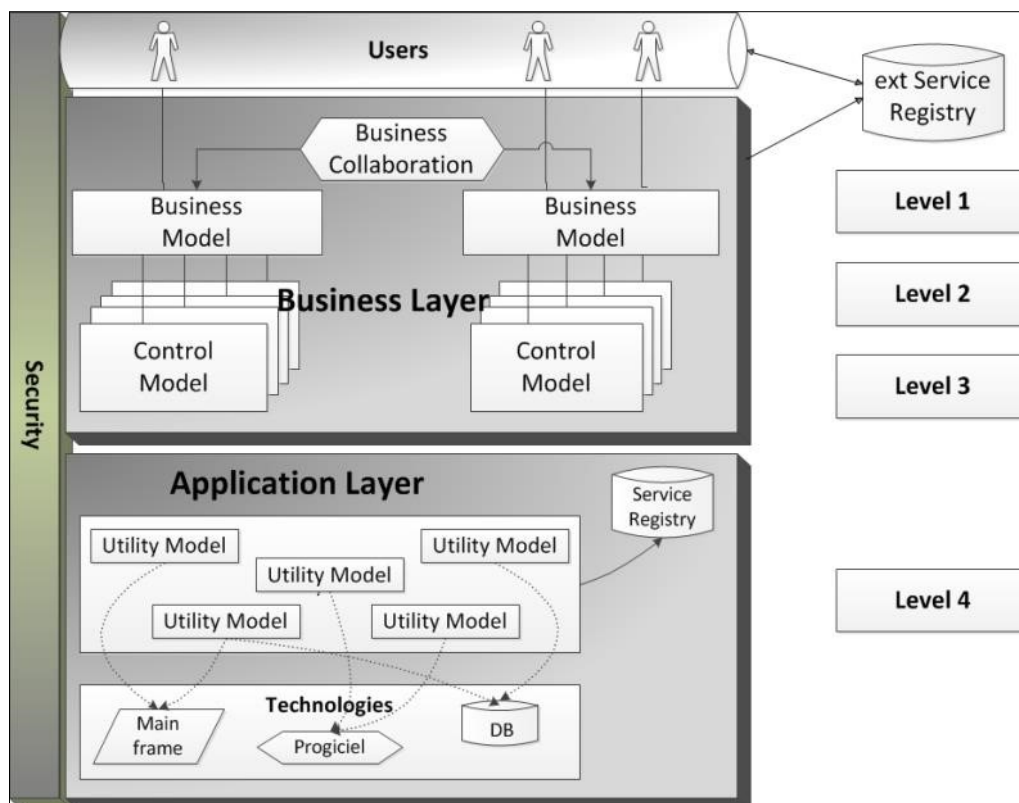 Users
ext Service
Registry
Business
Collaboration
Level 1
Business
Model
Business
Model
Level 2
Business Layer
Control
Model
Control
Model
Level 3
Security
Application Layer
Service
Registry
Utility Model
Utility Model
Utility Model
Utility Model
Utility Model
Level 4
Technologies
Main
frame
Progiciel
DB